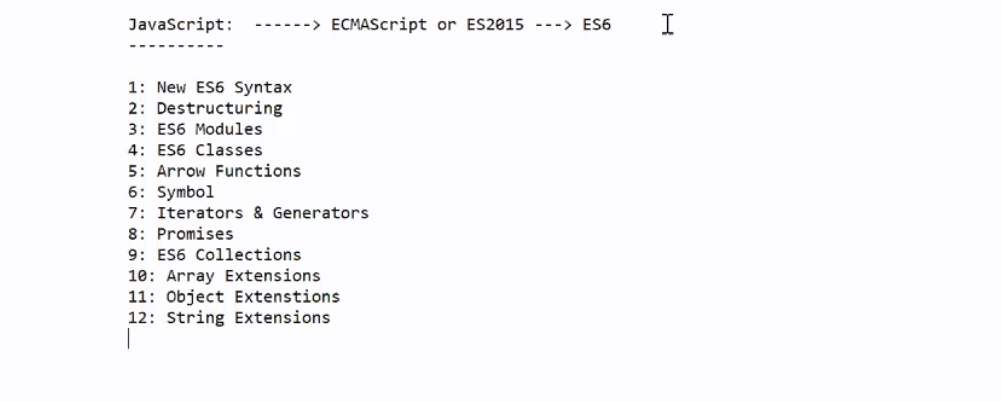 JavaScript:  ------> ECMAScript or ES2015 ---> ES6
----------
1: New ES6 Syntax
2: Destructuring
3: ES6 Modules
4: ES6 Classes
5: Arrow Functions
6: Symbol
7: Iterators & Generators
8: Promises
9: ES6 Collections
10: Array Extensions
11: Object Extenstions
12: String Extensions